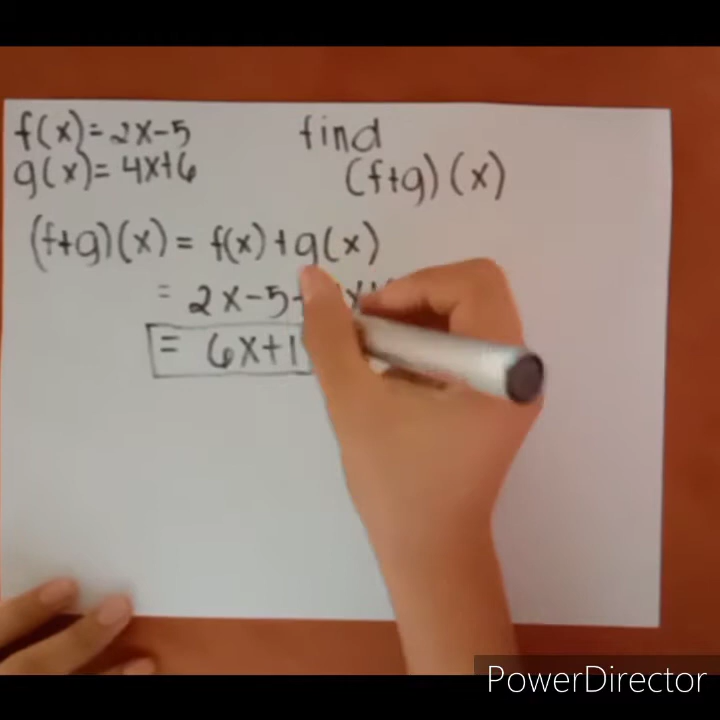 f(x)=2x-5
g(x)= 4x+6
find
(f+g)(x)
(f+g)(x) = f(x)+g(x)
= 2x-5+
= 6x+1
PowerDirector